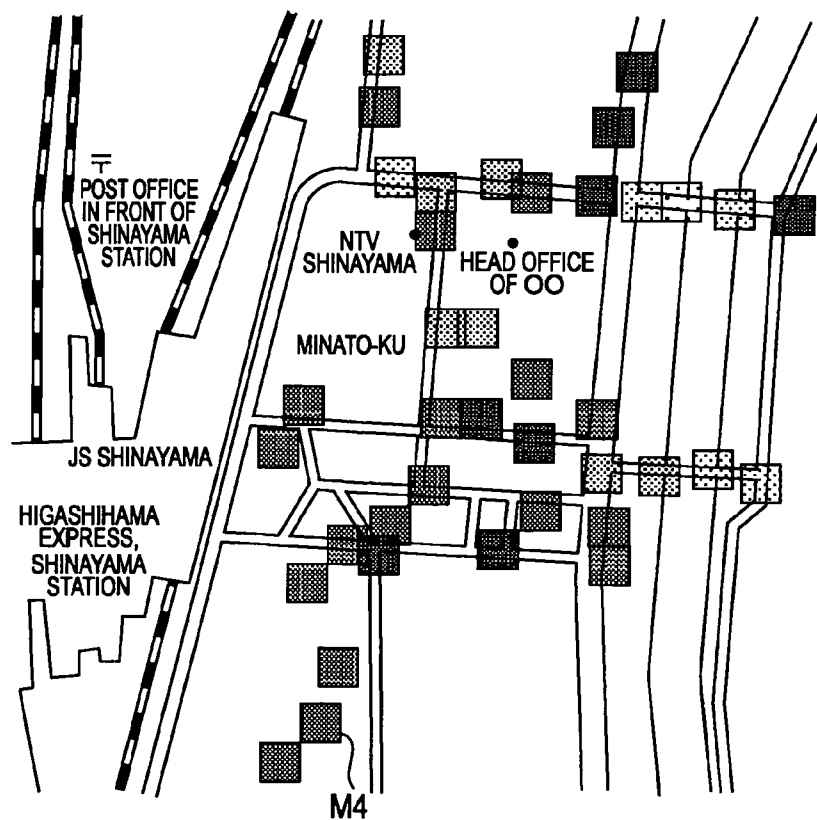 〒
POST OFFICE
IN FRONT OF
SHINAYAMA
STATION
NTV
SHINAYAMA
HEAD OFFICE
OF OO
MINATO-KU
JS SHINAYAMA
HIGASHIHAMA
EXPRESS,
SHINAYAMA
STATION
M4